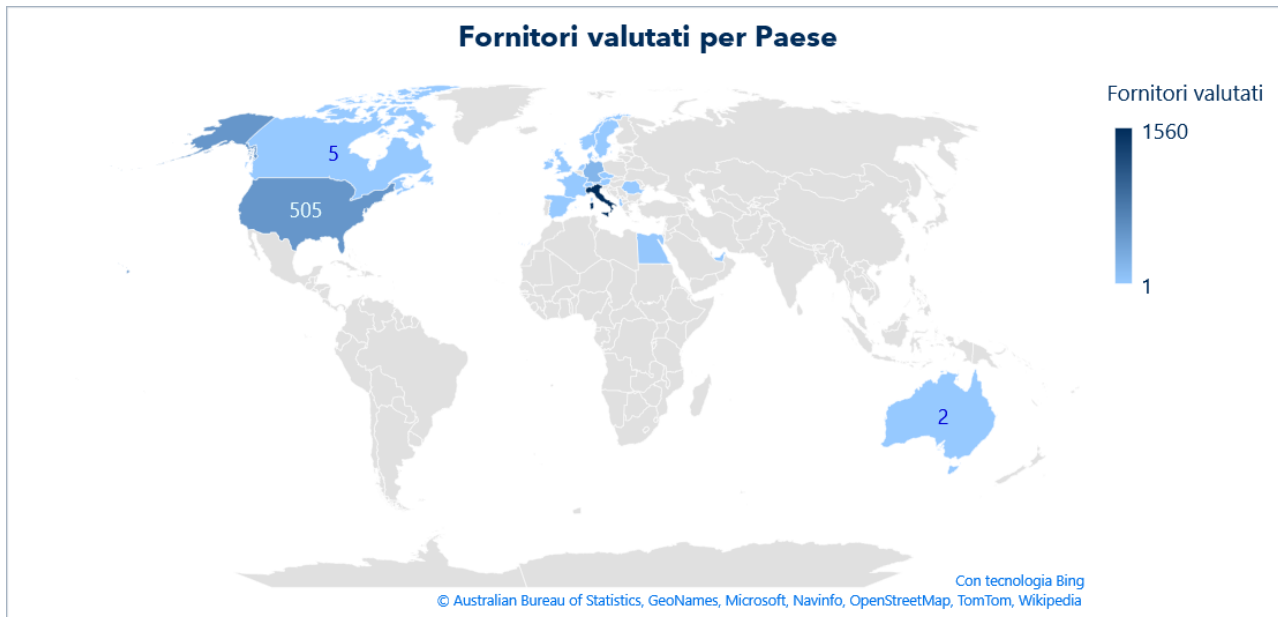 Fornitori valutati per Paese
Fornitori valutati
1560
5
505
1
2
Con tecnologia Bing
© Australian Bureau of Statistics, GeoNames, Microsoft, Navinfo, OpenStreetMap, TomTom, Wikipedia